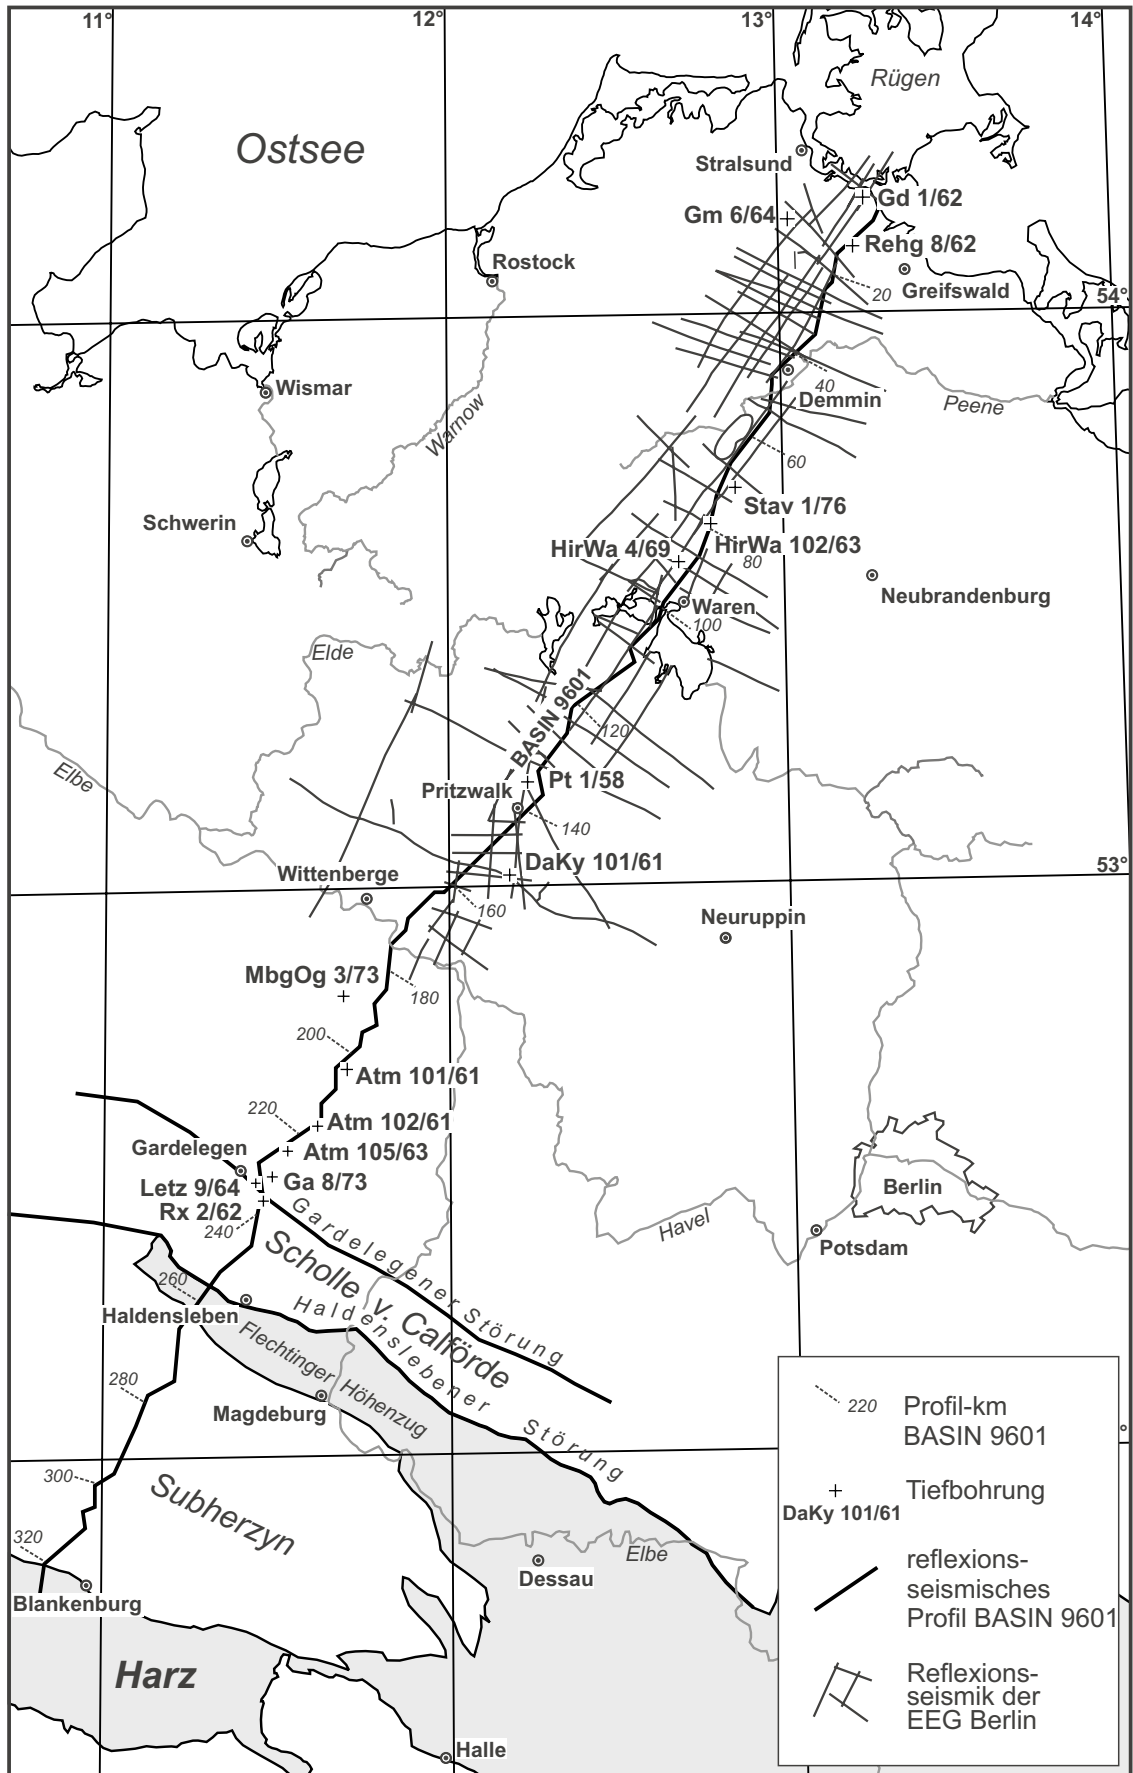 11°
12°
13°
14°
Rügen
Ostsee
Stralsund
Gd 1/62
Gm 6/64
Rehg 8/62
Rostock
20
Greifswald
54°
Wismar
40
Demmin
Peene
Warnow
60
Stav 1/76
Schwerin
HirWa 4/69
HirWa 102/63
80
Neubrandenburg
Waren
100
Elde
BASIN 9601
120
Elbe
Pt 1/58
Pritzwalk
140
DaKy 101/61
Wittenberge
53°
160
Neuruppin
MbgOg 3/73
180
200
Atm 101/61
220
Atm 102/61
Gardelegen
Atm 105/63
Letz 9/64
Ga 8/73
Rx 2/62
Berlin
240
Havel
Potsdam
Gardelegener Störung
Scholle v. Calförde
260
Haldensleben
Haldenslebener Störung
Flechtinger Höhenzug
280
Magdeburg
300
Subherzyn
320
Elbe
Dessau
Blankenburg
Harz
Halle
°
220
Profil-km
BASIN 9601
DaKy 101/61
Tiefbohrung
reflexions-
seismisches
Profil BASIN 9601
Reflexions-
seismik der
EEG Berlin